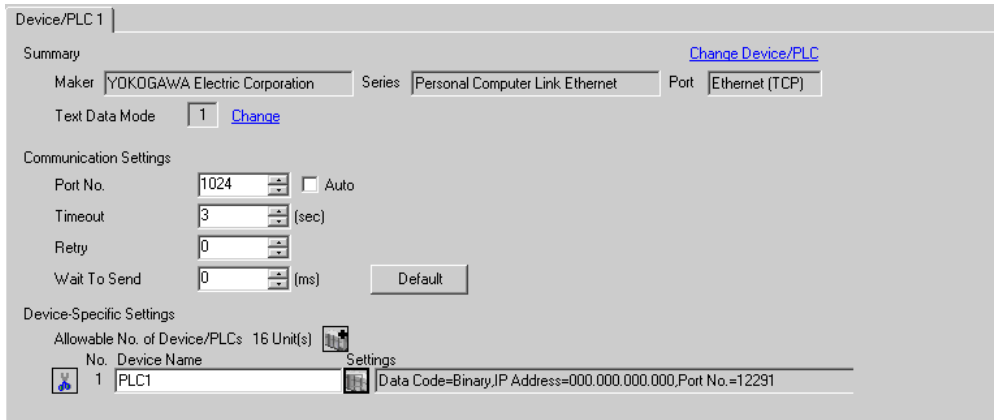 Device/PLC 1
Summary Change Device/PLC
Maker YOKOGAWA Electric Corporation Series Personal Computer Link Ethernet Port Ethernet (TCP)
Text Data Mode 1 Change
Communication Settings
Port No. 1024 Auto
Timeout 3 (sec)
Retry 0
Wait To Send 0 (ms) Default
Device-Specific Settings
Allowable No. of Device/PLCs 16 Unit(s)
No. Device Name Settings
1 PLC1 Data Code=Binary,IP Address=000.000.000.000,Port No.=12291